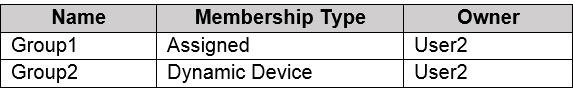 Name Membership Type Owner
Group1 Assigned User2
Group2 Dynamic Device User2